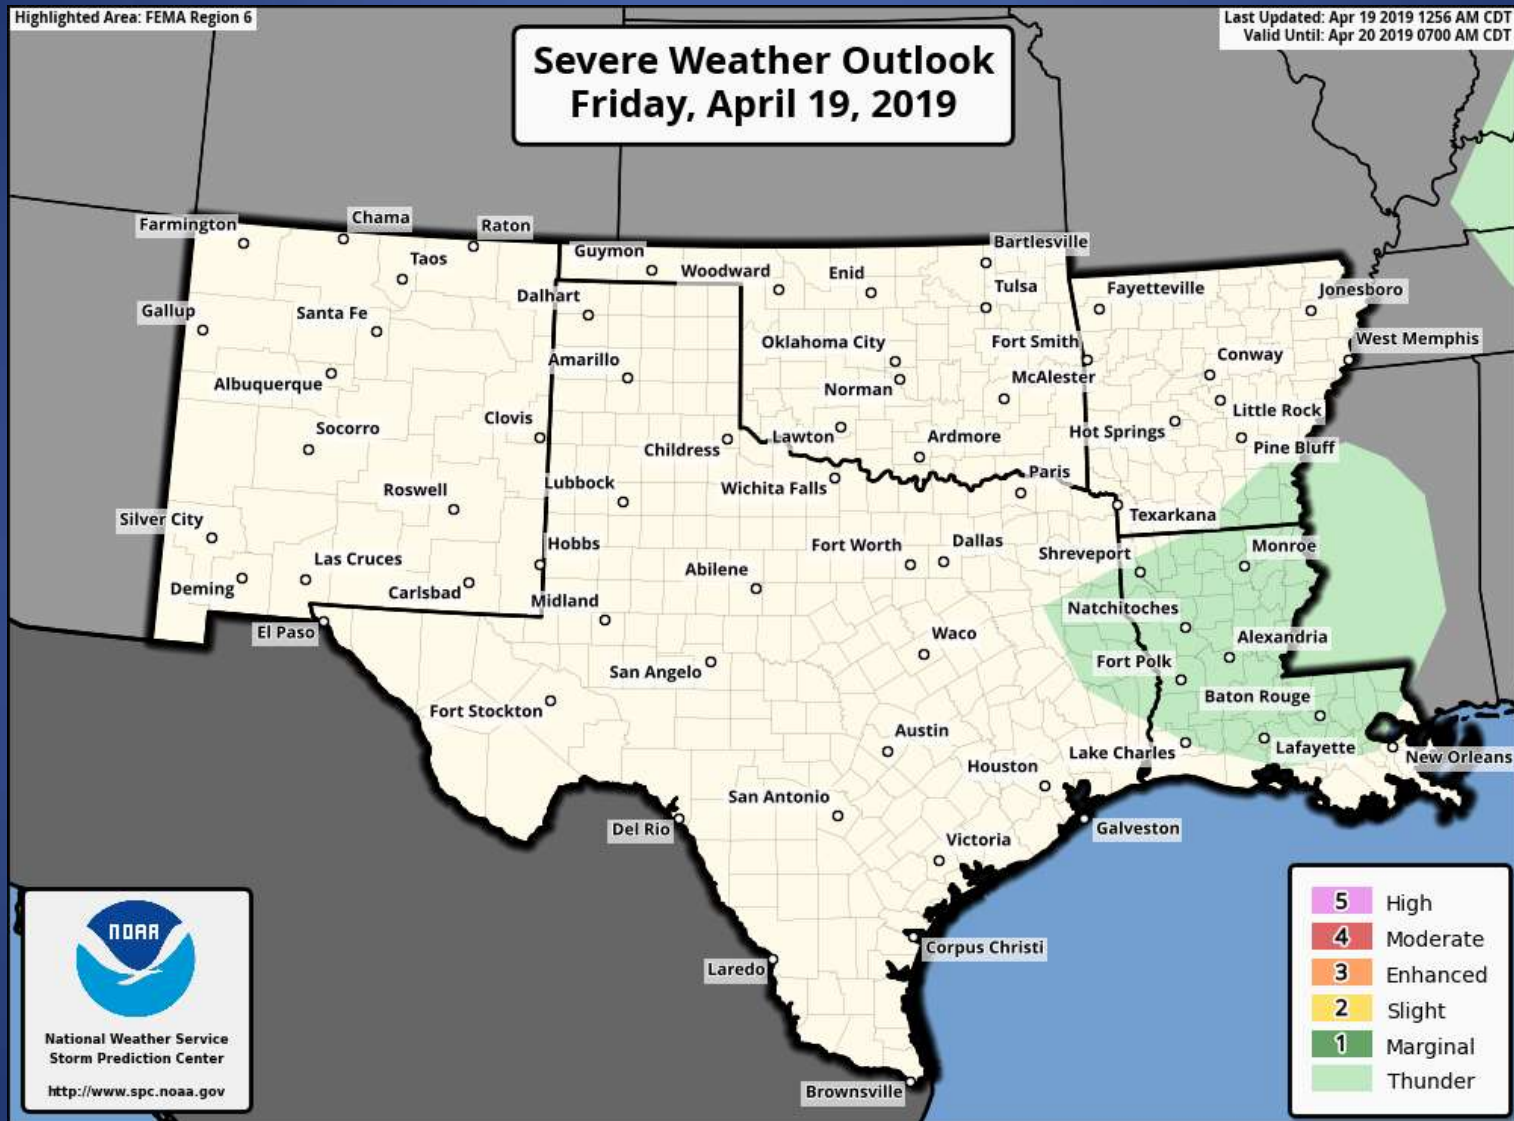 Highlighted Area: FEMA Region 6
Last Updated: Apr 19 2019 1256 AM CDT
Valid Until: Apr 20 2019 0700 AM CDT
Severe Weather Outlook
Friday, April 19, 2019
Farmington
Chama
Raton
Taos
Guymon
Woodward
Enid
Bartlesville
Tulsa
Fayetteville
Jonesboro
Gallup
Santa Fe
Dalhart
Oklahoma City
Fort Smith
West Memphis
Albuquerque
Amarillo
Norman
McAlester
Conway
Little Rock
Socorro
Clovis
Childress
Lawton
Ardmore
Hot Springs
Pine Bluff
Roswell
Lubbock
Wichita Falls
Paris
Texarkana
Silver City
Las Cruces
Hobbs
Abilene
Fort Worth
Dallas
Shreveport
Monroe
Deming
Carlsbad
Midland
Natchitoches
El Paso
San Angelo
Waco
Fort Polk
Alexandria
Fort Stockton
Austin
Baton Rouge
Lake Charles
Lafayette
New Orleans
Houston
San Antonio
Del Rio
Galveston
Victoria
Corpus Christi
Laredo
Brownsville
NOAA
National Weather Service
Storm Prediction Center
http://www.spc.noaa.gov
5 High
4 Moderate
3 Enhanced
2 Slight
1 Marginal
Thunder